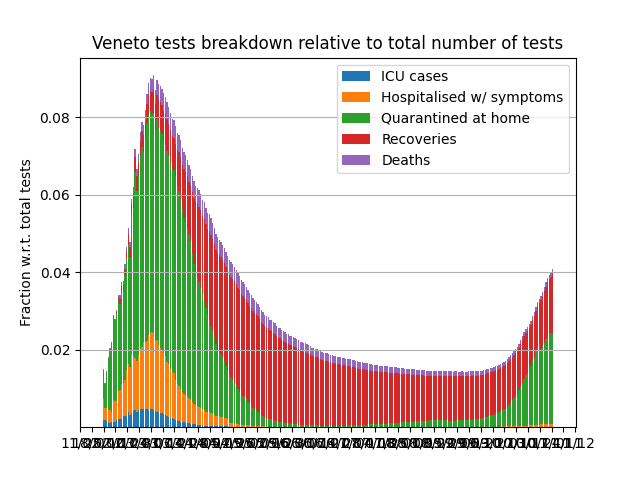 Veneto tests breakdown relative to total number of tests
ICU cases
Hospitalised w/ symptoms
Quarantined at home
Recoveries
Deaths
Fraction w.r.t. total tests
0.08
0.06
0.04
0.02